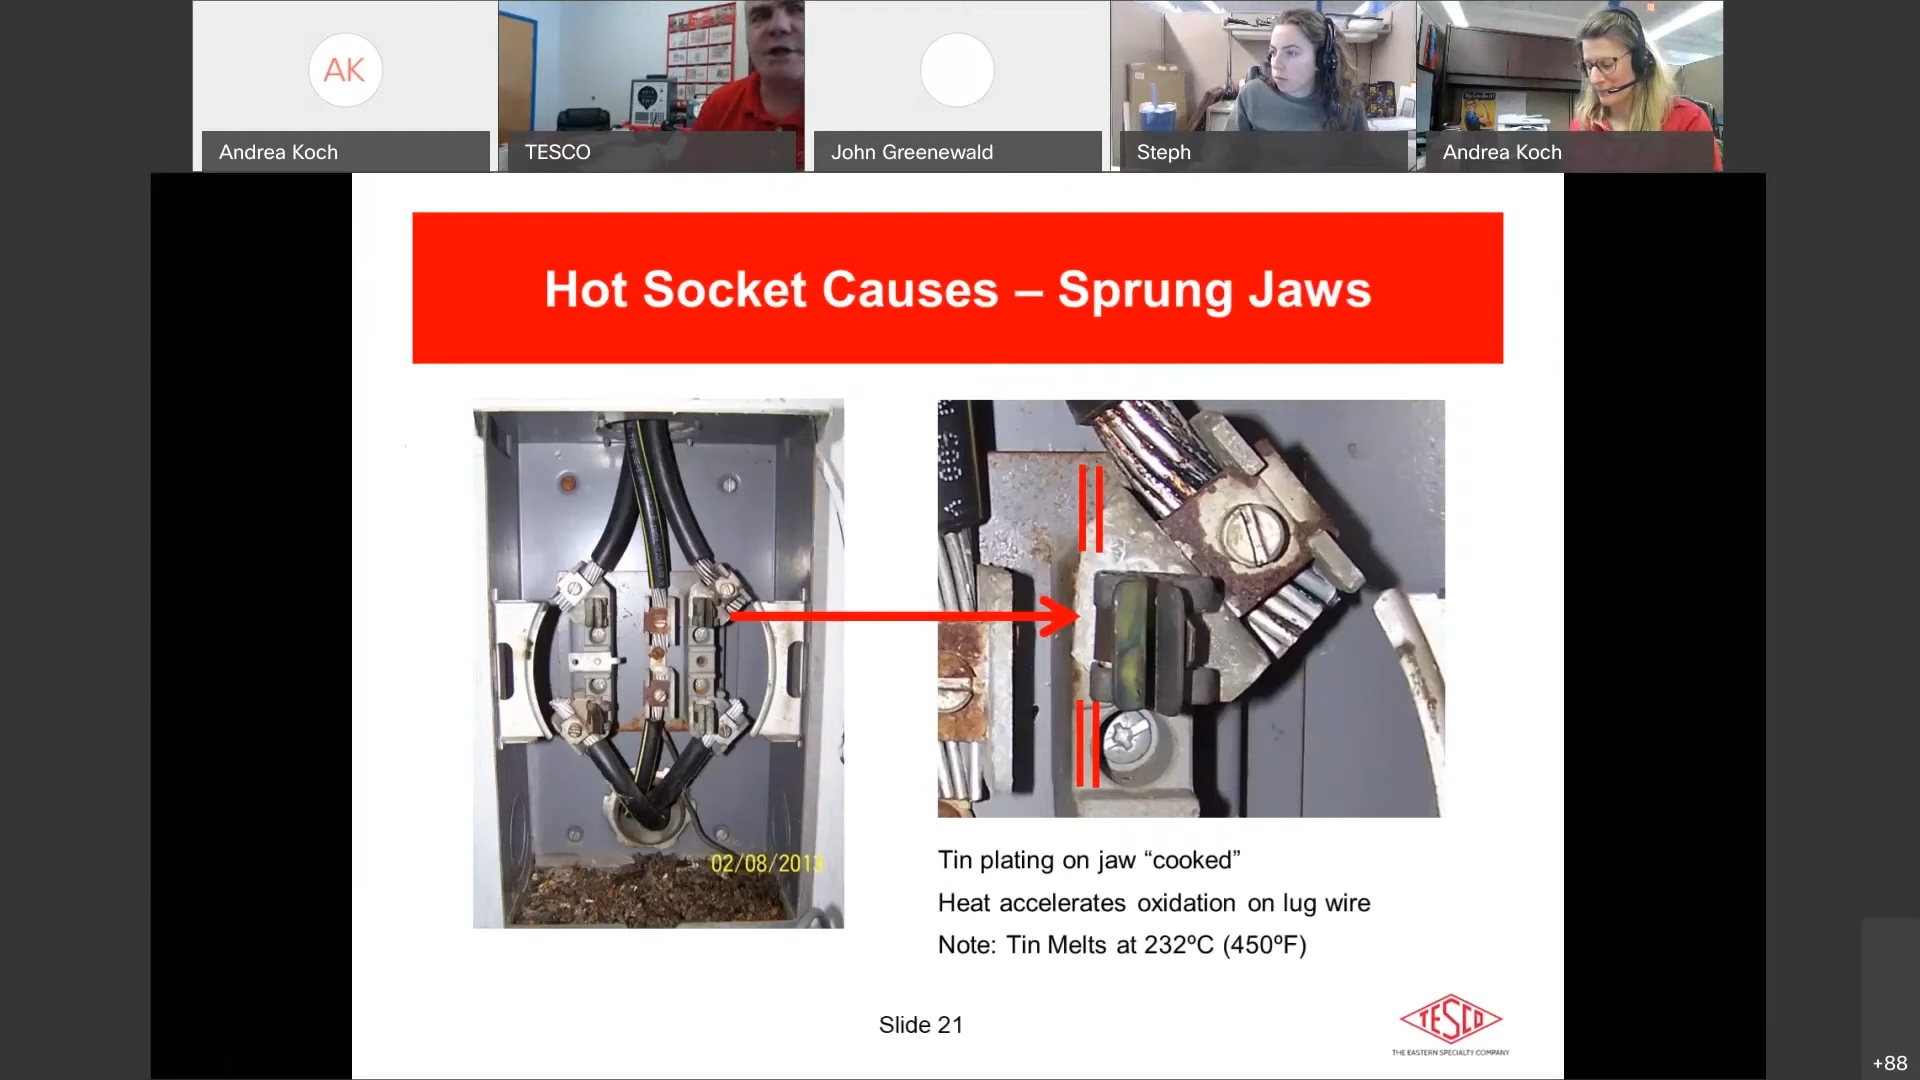 AK
Andrea Koch
TESCO
John Greenewald
Steph
Andrea Koch
Hot Socket Causes – Sprung Jaws
02/08/2013
Tin plating on jaw “cooked”
Heat accelerates oxidation on lug wire
Note: Tin Melts at 232ºC (450ºF)
Slide 21
TESCO
THE EASTERN SPECIALTY COMPANY
+88